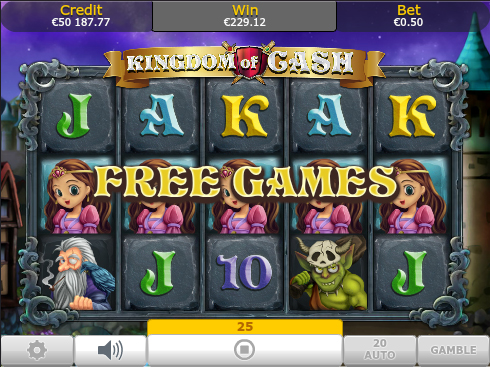 Credit
€50 187.77
Win
€229.12
Bet
€0.50
KINGDOM OF CASH
J A K A K
FREE GAMES
J 10 J
25
20
AUTO
GAMBLE